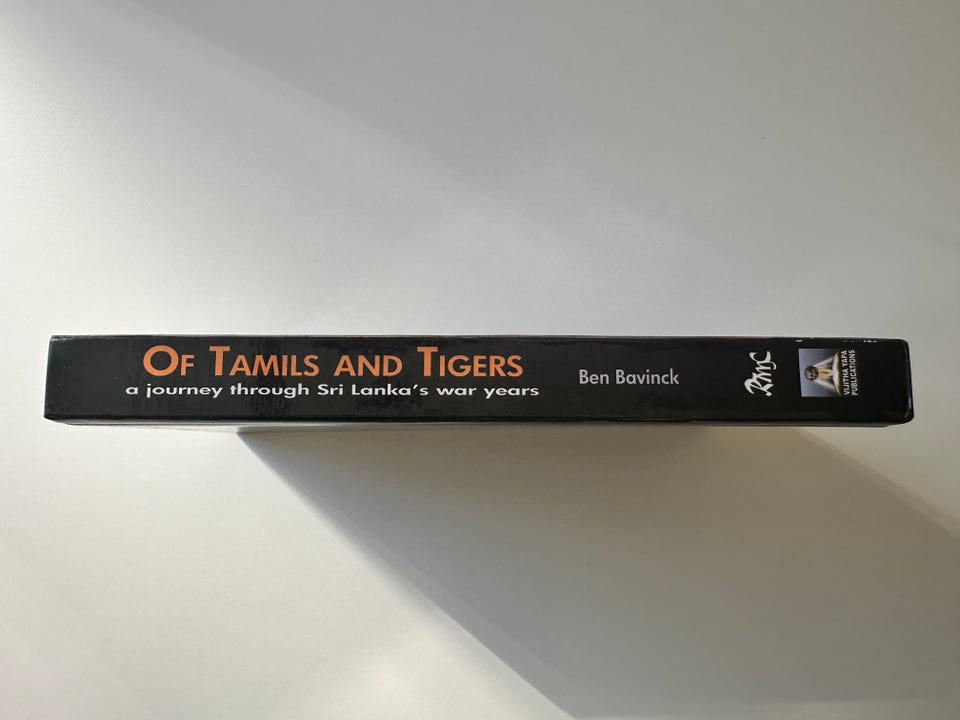 OF TAMILS AND TIGERS
a journey through Sri Lanka's war years
Ben Bavinck
RMC
VIJITHA YAPA
PUBLICATIONS